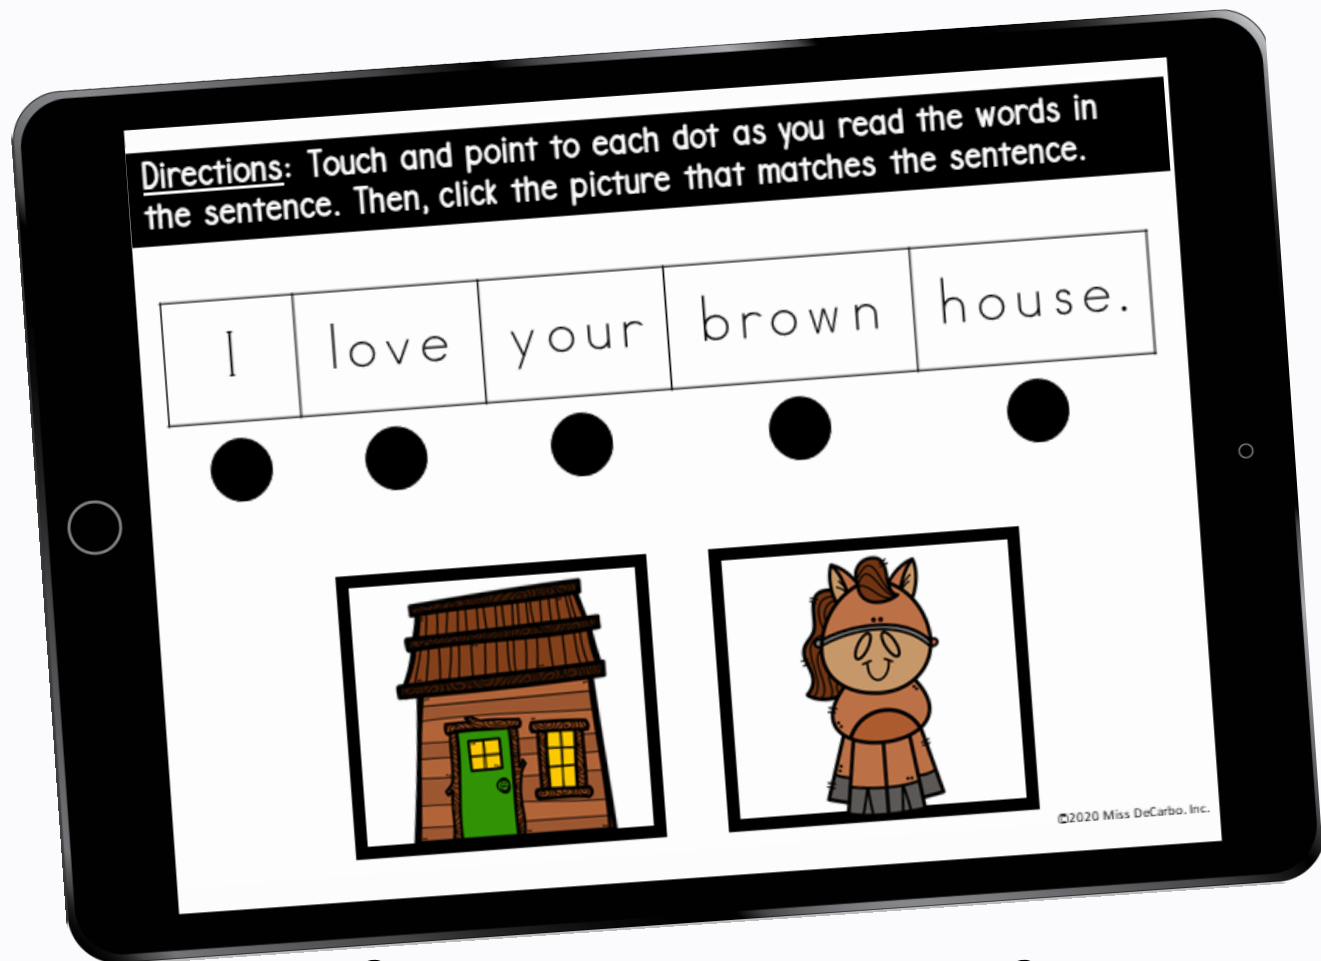 Directions: Touch and point to each dot as you read the words in
the sentence. Then, click the picture that matches the sentence.
I love your brown house.
©2020 Miss DeCarbo, Inc.